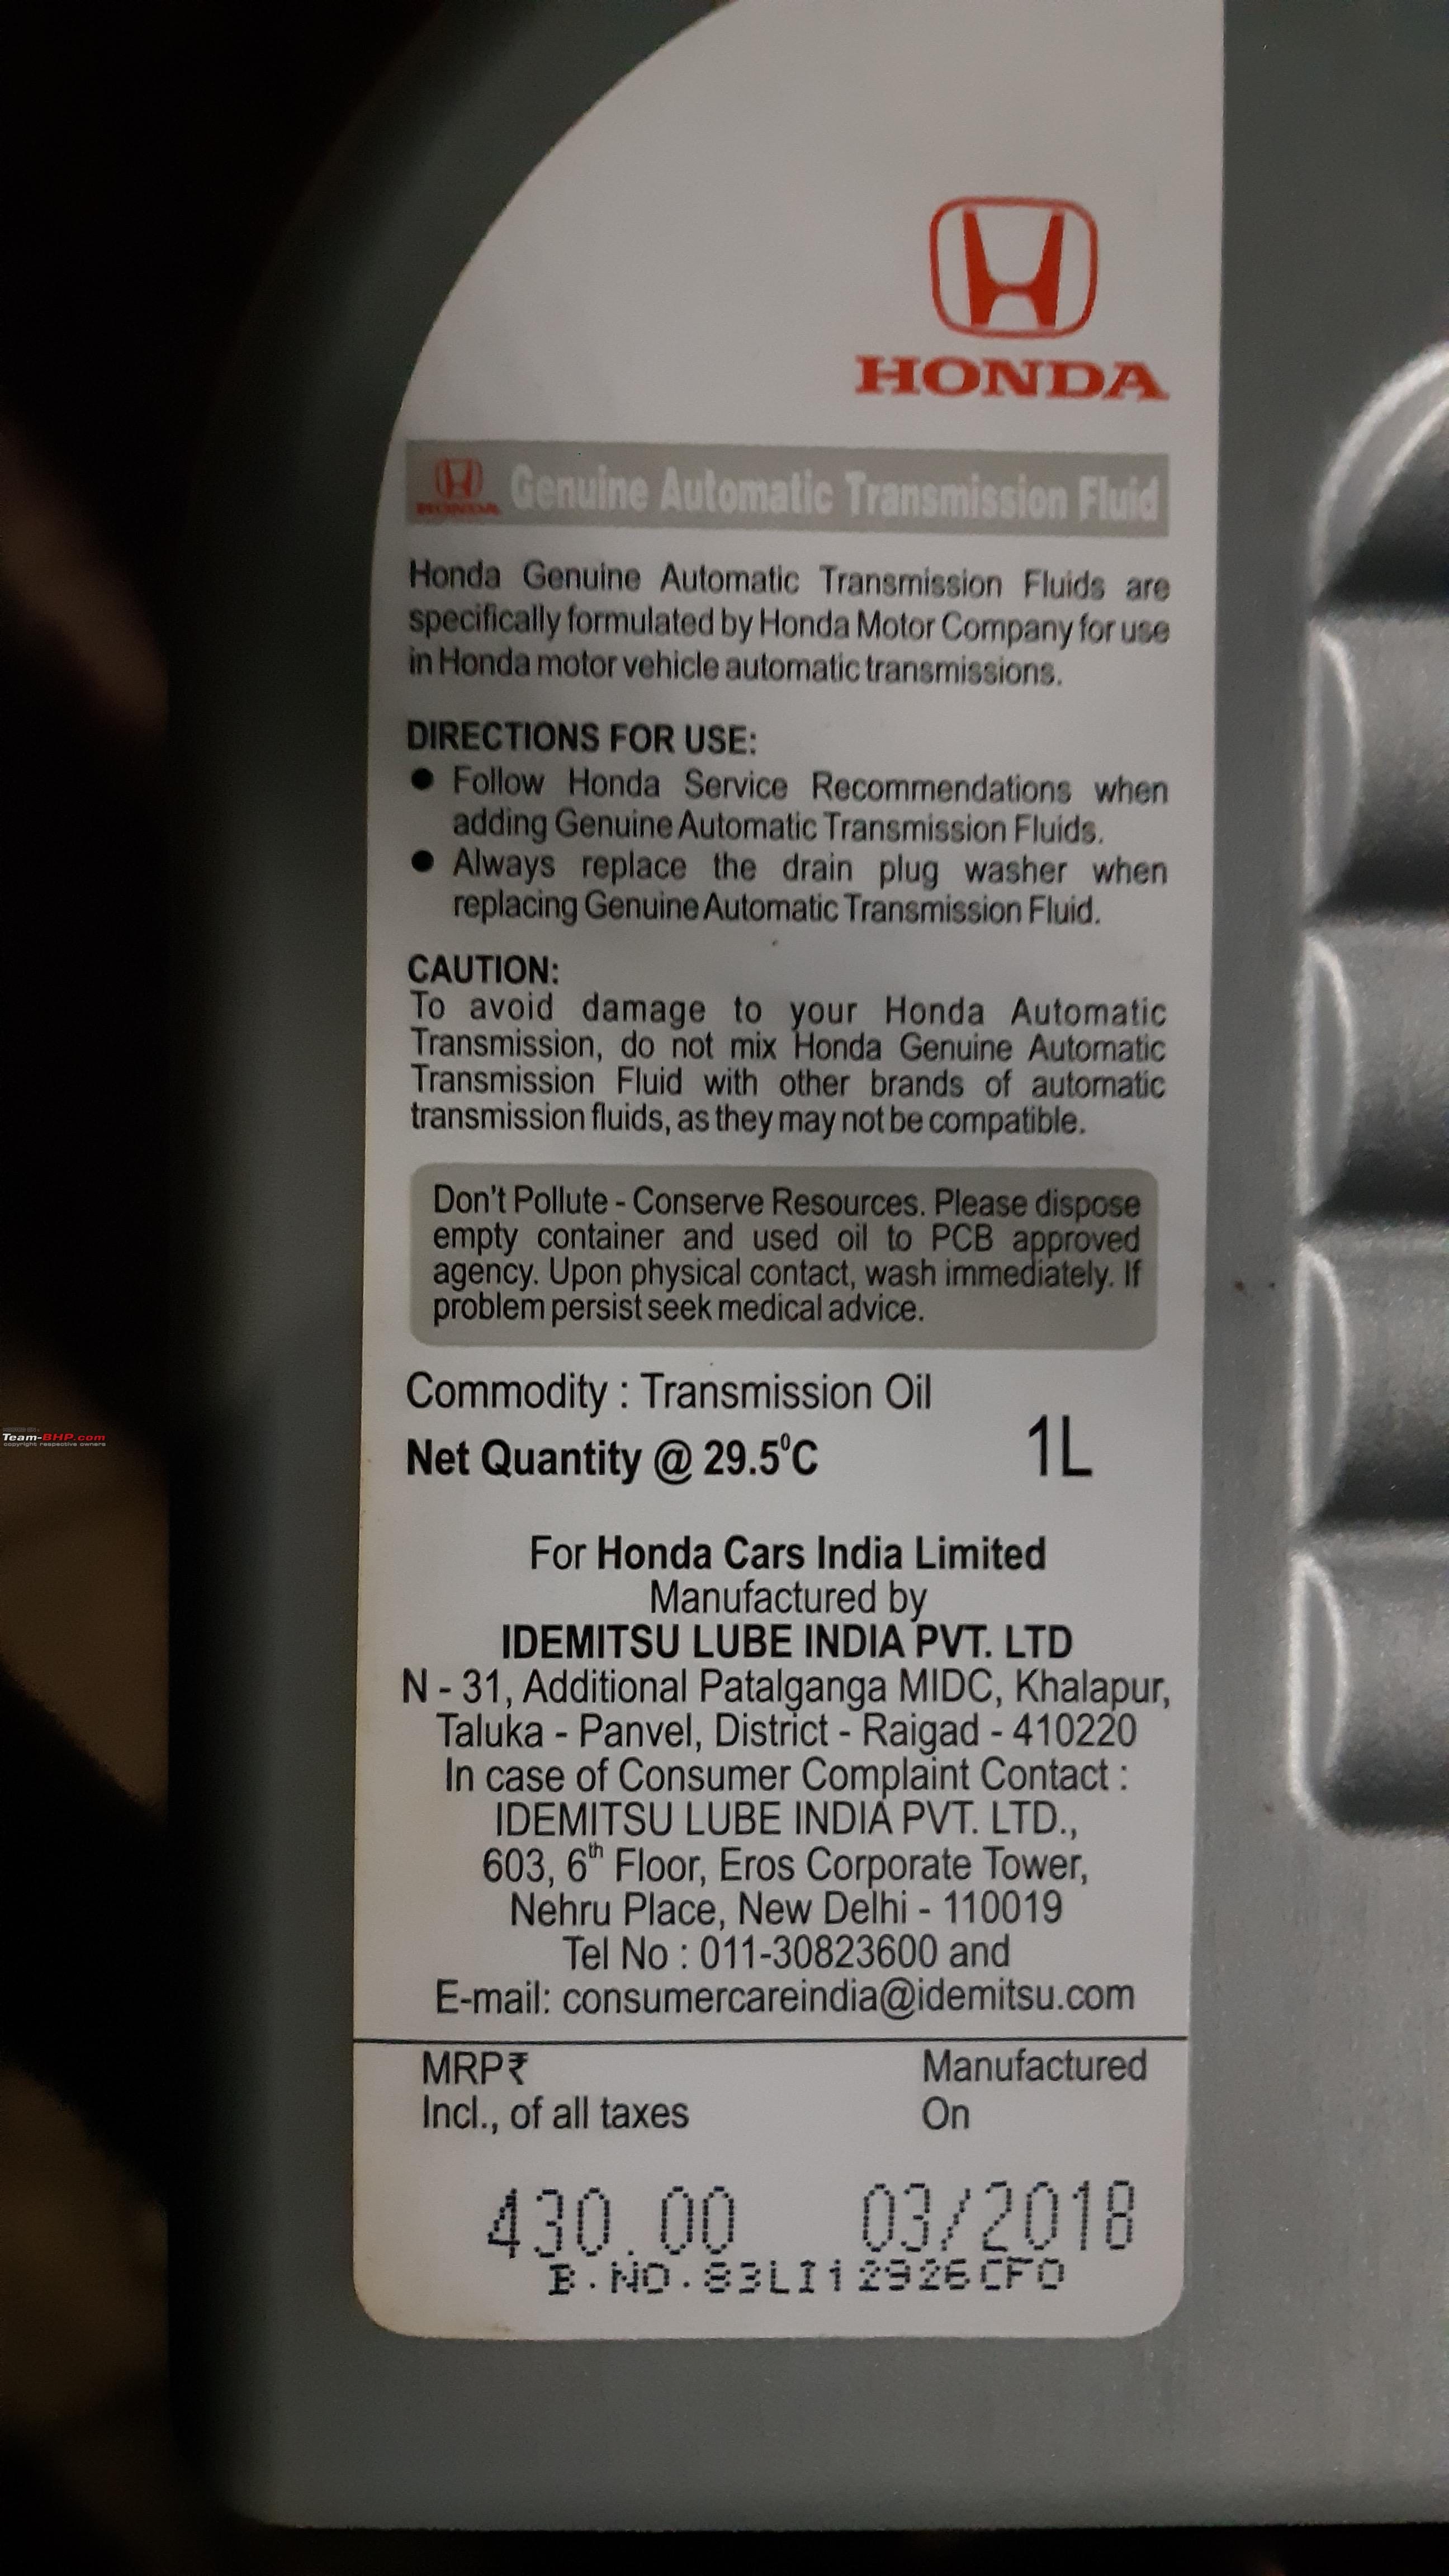 HONDA
HONDA Genuine Automatic Transmission Fluid
Honda Genuine Automatic Transmission Fluids are
specifically formulated by Honda Motor Company for use
in Honda motor vehicle automatic transmissions.
DIRECTIONS FOR USE:
● Follow Honda Service Recommendations when
adding Genuine Automatic Transmission Fluids.
● Always replace the drain plug washer when
replacing Genuine Automatic Transmission Fluid.
CAUTION:
To avoid damage to your Honda Automatic
Transmission, do not mix Honda Genuine Automatic
Transmission Fluid with other brands of automatic
transmission fluids, as they may not be compatible.
Don't Pollute - Conserve Resources. Please dispose
empty container and used oil to PCB approved
agency. Upon physical contact, wash immediately. If
problem persist seek medical advice.
Commodity : Transmission Oil
Net Quantity @ 29.5⁰C 1L
For Honda Cars India Limited
Manufactured by
IDEMITSU LUBE INDIA PVT. LTD
N - 31, Additional Patalganga MIDC, Khalapur,
Taluka - Panvel, District - Raigad - 410220
In case of Consumer Complaint Contact :
IDEMITSU LUBE INDIA PVT. LTD.,
603, 6th Floor, Eros Corporate Tower,
Nehru Place, New Delhi - 110019
Tel No : 011-30823600 and
E-mail: consumercareindia@idemitsu.com
MRP₹ Manufactured
Incl., of all taxes On
430.00 03/2018
B.NO.83LI12926CFO
Team-BHP.com
copyright respective owners